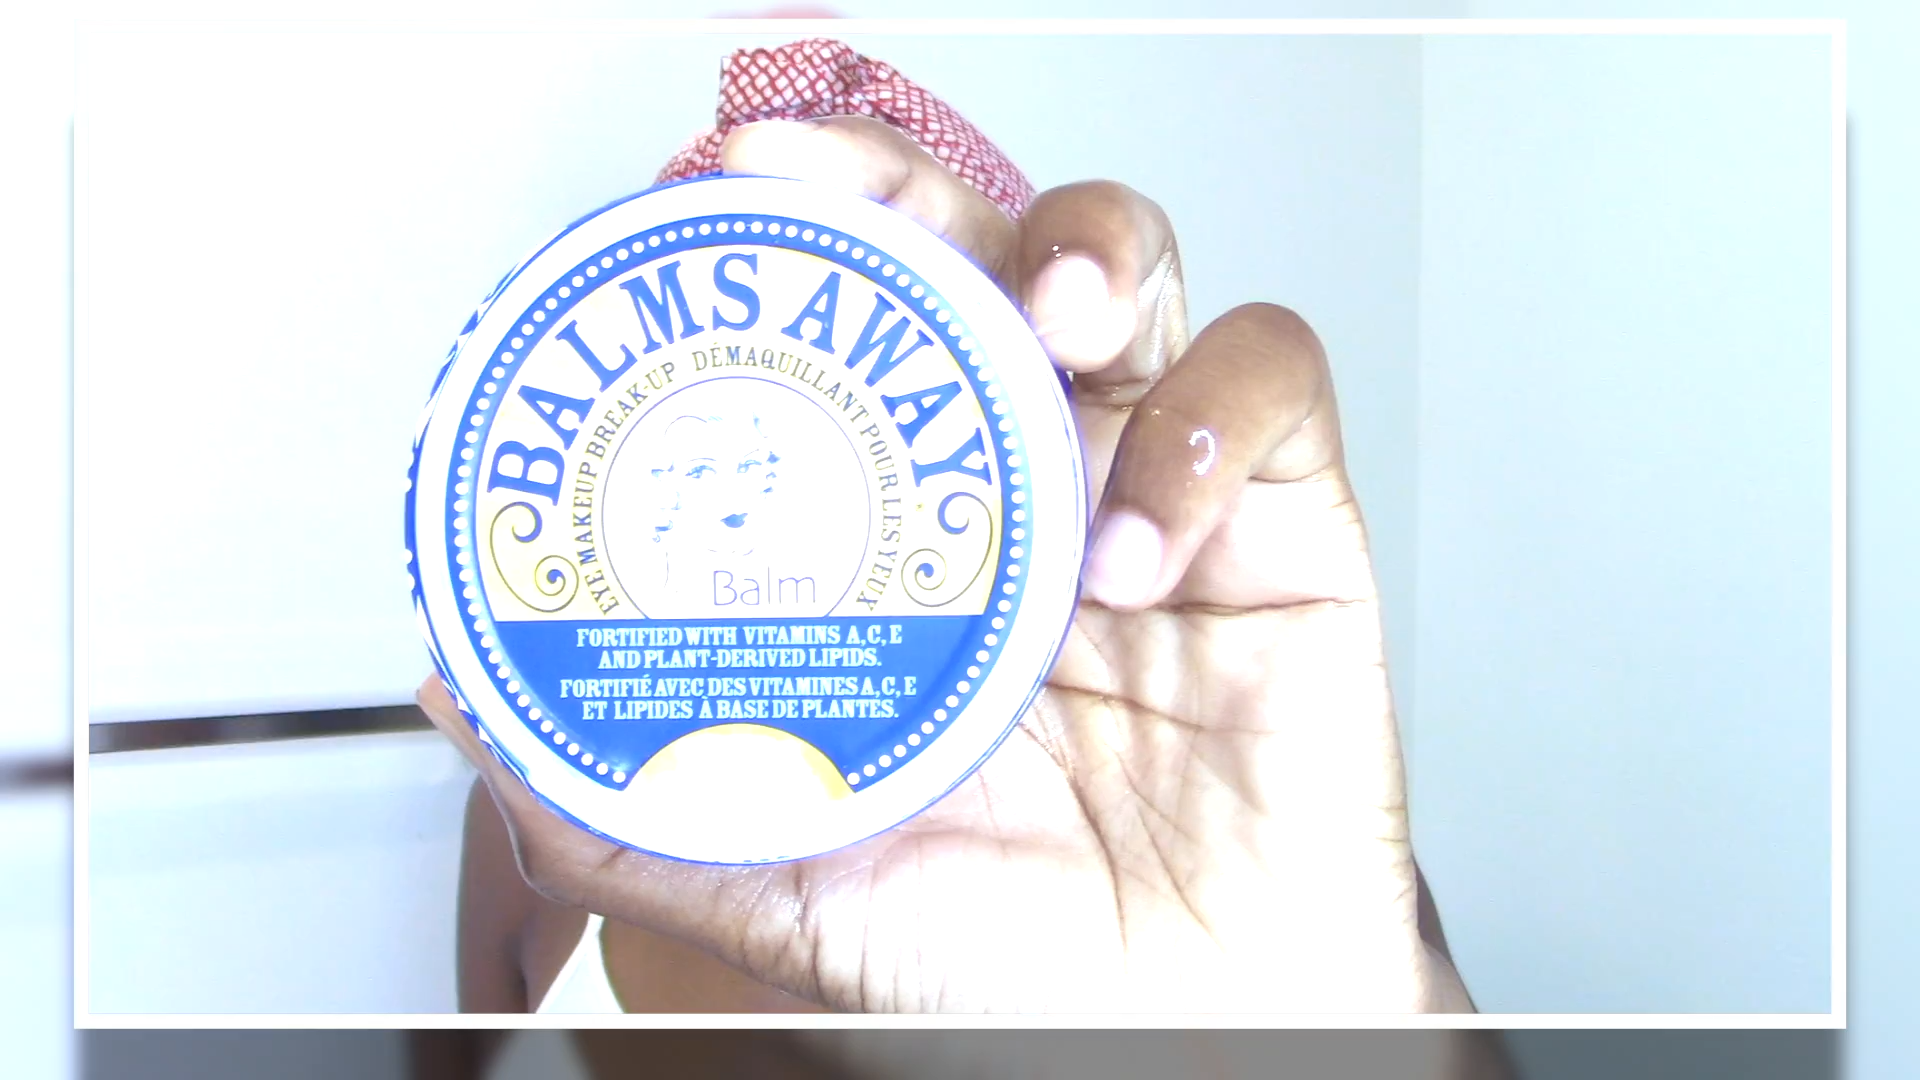 BALMS AWAY
EYE MAKEUP BREAK-UP DÉMAQUILLANT POUR LES YEUX
Balm
FORTIFIED WITH VITAMINS A, C, E
AND PLANT-DERIVED LIPIDS.
FORTIFIÉ AVEC DES VITAMINES A, C, E
ET LIPIDES À BASE DE PLANTES.